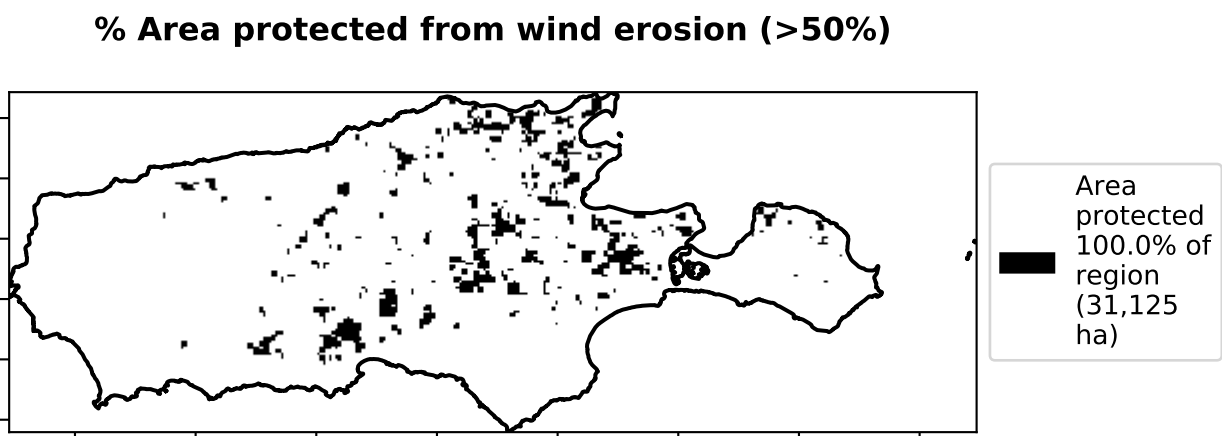 % Area protected from wind erosion (>50%)
Area
protected
100.0% of
region
(31,125
ha)